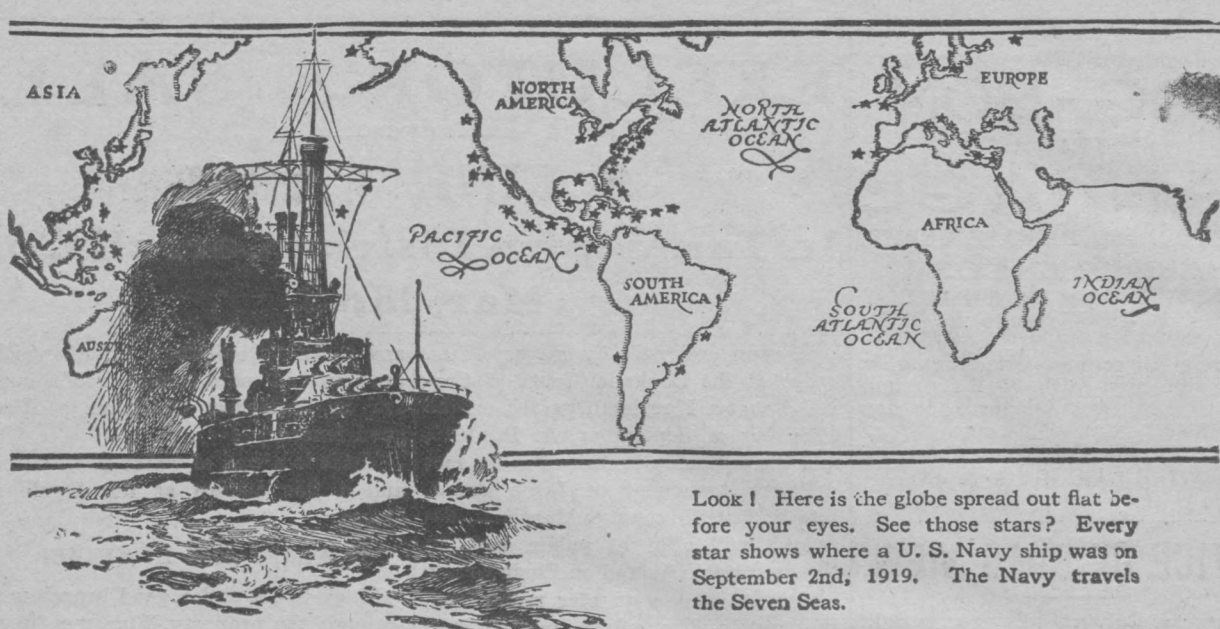 ASIA
NORTH
AMERICA
NORTH
ATLANTIC
OCEAN
EUROPE
PACIFIC
OCEAN
AFRICA
SOUTH
AMERICA
INDIAN
OCEAN
SOUTH
ATLANTIC
OCEAN
AUST
Look! Here is the globe spread out flat be-
fore your eyes. See those stars? Every
star shows where a U. S. Navy ship was on
September 2nd, 1919. The Navy travels
the Seven Seas.